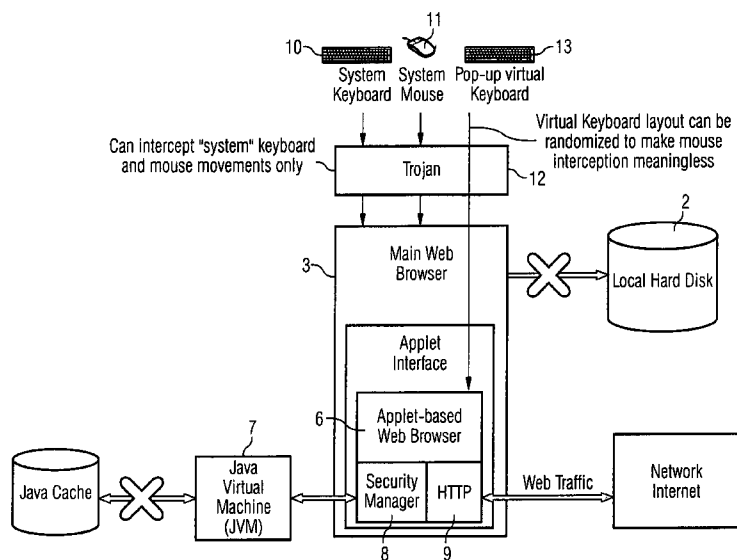 11
10
13
System
Keyboard
System
Mouse
Pop-up virtual
Keyboard
Can intercept "system" keyboard
and mouse movements only
Virtual Keyboard layout can be
randomized to make mouse
interception meaningless
Trojan
12
2
3
Main Web
Browser
Local Hard Disk
Applet
Interface
6
Applet-based
Web Browser
7
Java Cache
Java
Virtual
Machine
(JVM)
Security
Manager
HTTP
Web Traffic
Network
Internet
8
9